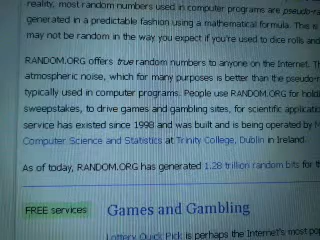 reality, most random numbers used in computer programs are pseudo-
generated in a predictable fashion using a mathematical formula. This is
may not be random in the way you expect if you're used to dice rolls and
RANDOM.ORG offers true random numbers to anyone on the Internet. T
atmospheric noise, which for many purposes is better than the pseudo-r
typically used in computer programs. People use RANDOM.ORG for hold
sweepstakes, to drive games and gambling sites, for scientific applicatio
service has existed since 1998 and was built and is being operated by M
Computer Science and Statistics at Trinity College, Dublin in Ireland.
As of today, RANDOM.ORG has generated 1.28 trillion random bits for t
FREE services
Games and Gambling
Lottery Quick Pick is perhaps the Internet's most po